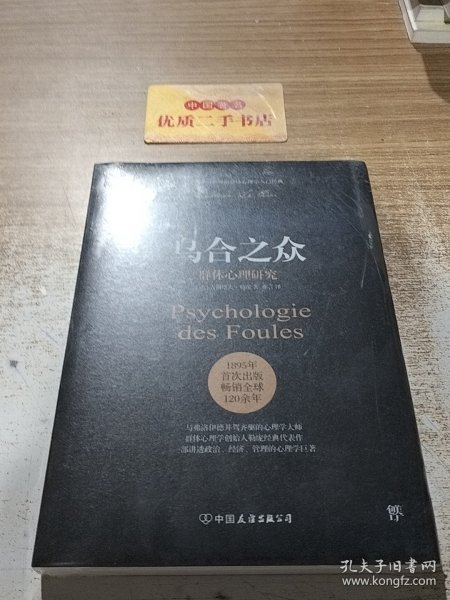 优质二手书店
乌合之众
群体心理研究
Psychologie
des Foules
1895年
首次出版
畅销全球
120余年
与弗洛伊德并驾齐驱的心理学大师
群体心理学创始人勒庞经典代表作
一部讲透政治、经济、管理的心理学巨著
中国友谊出版公司
孔夫子旧书网
www.kongfz.com